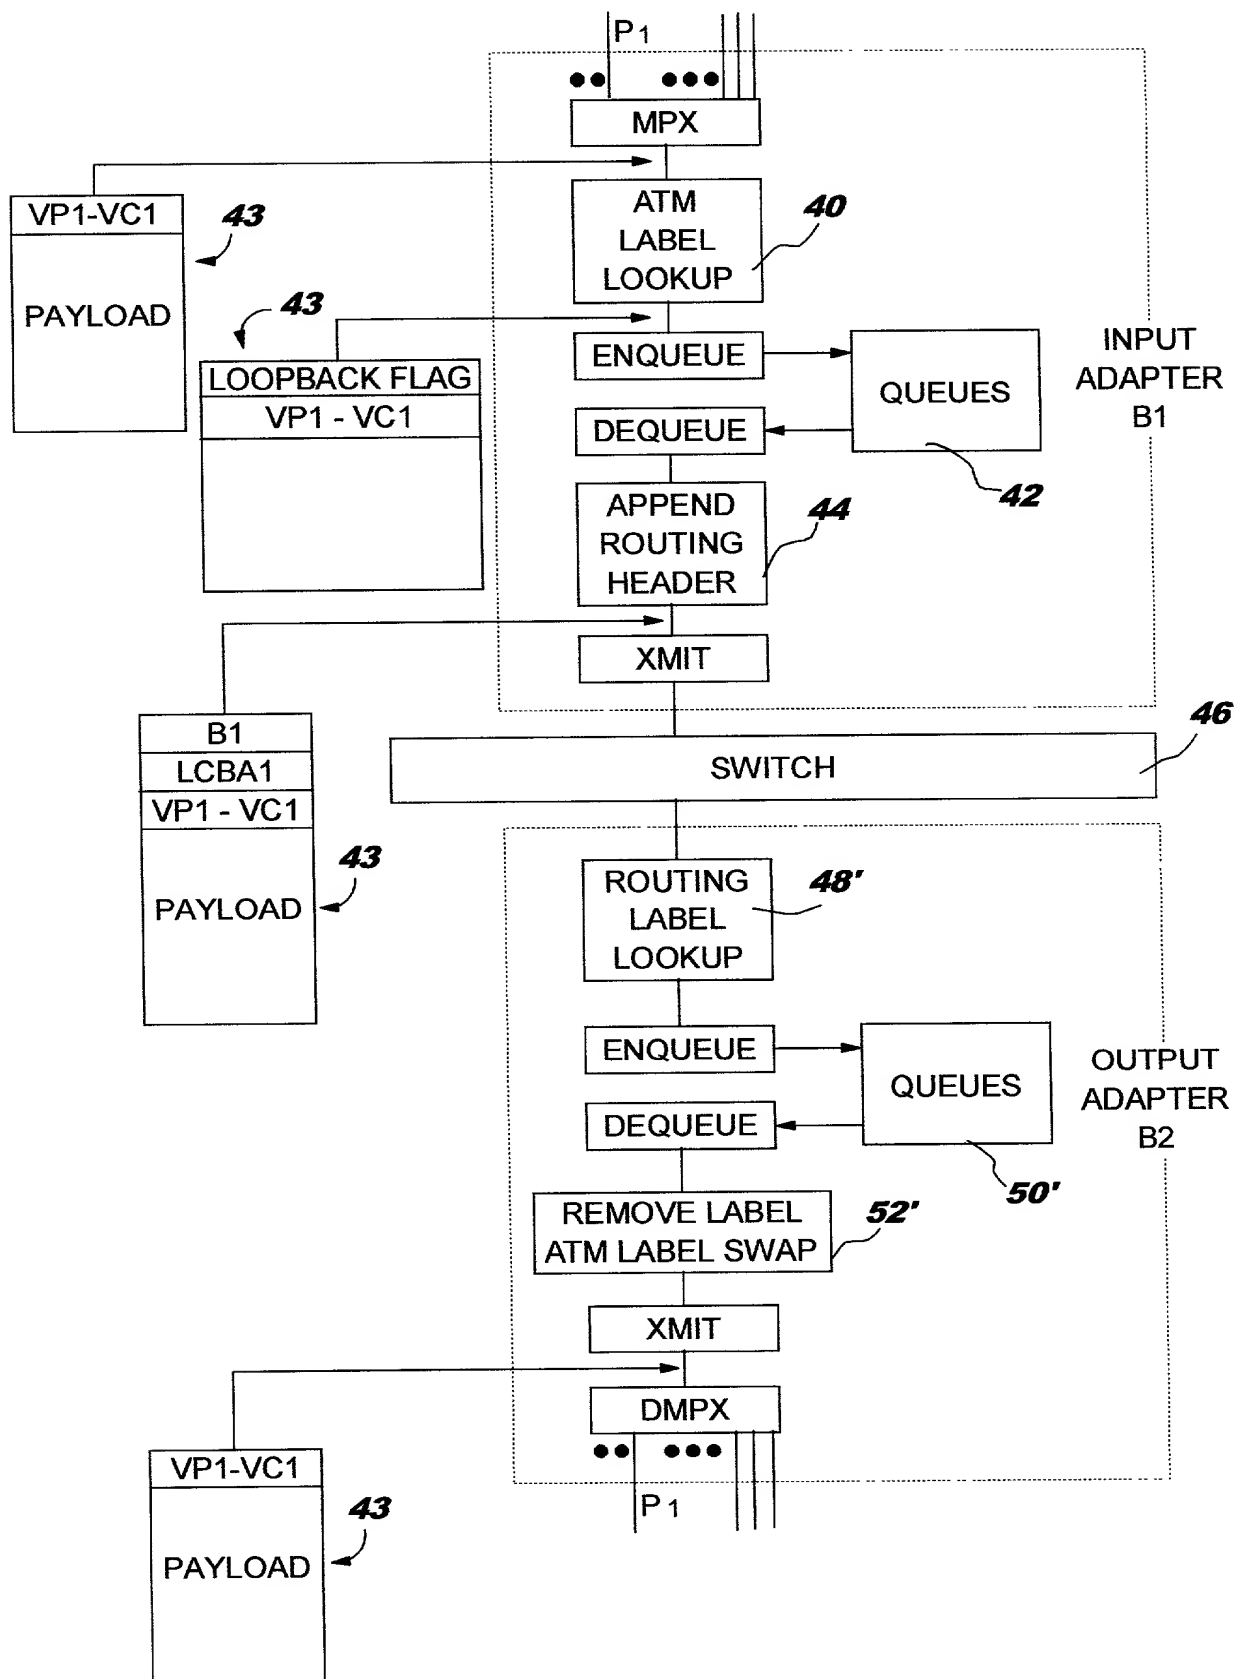 P1
MPX
VP1-VC1
PAYLOAD
43
ATM
LABEL
LOOKUP
40
43
LOOPBACK FLAG
VP1 - VC1
ENQUEUE
QUEUES
42
DEQUEUE
INPUT
ADAPTER
B1
APPEND
ROUTING
HEADER
44
XMIT
B1
LCBA1
VP1 - VC1
PAYLOAD
43
SWITCH
46
ROUTING
LABEL
LOOKUP
48'
ENQUEUE
QUEUES
50'
DEQUEUE
OUTPUT
ADAPTER
B2
REMOVE LABEL
ATM LABEL SWAP
52'
XMIT
DMPX
P1
VP1-VC1
PAYLOAD
43